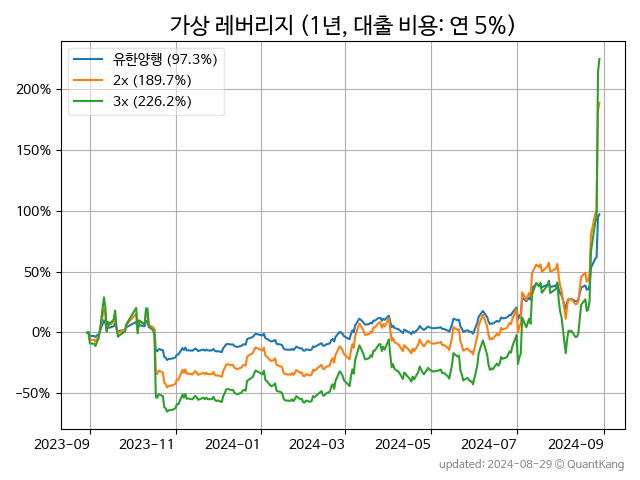 가상 레버리지 (1년, 대출 비용: 연 5%)
유한양행 (97.3%)
2x (189.7%)
3x (226.2%)
200%
150%
100%
50%
0%
−50%
2023-09
2023-11
2024-01
2024-03
2024-05
2024-07
2024-09
updated: 2024-08-29 © QuantKang